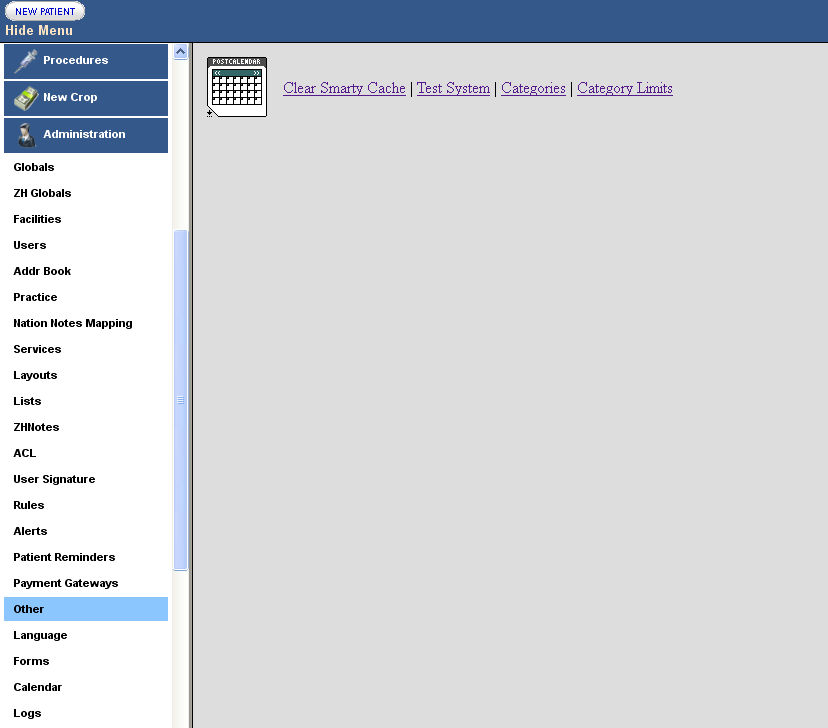 NEW PATIENT
Hide Menu
Procedures
New Crop
Administration
Globals
ZH Globals
Facilities
Users
Addr Book
Practice
Nation Notes Mapping
Services
Layouts
Lists
ZHNotes
ACL
User Signature
Rules
Alerts
Patient Reminders
Payment Gateways
Other
Language
Forms
Calendar
Logs
POSTCALENDAR
<< >>
Clear Smarty Cache | Test System | Categories | Category Limits